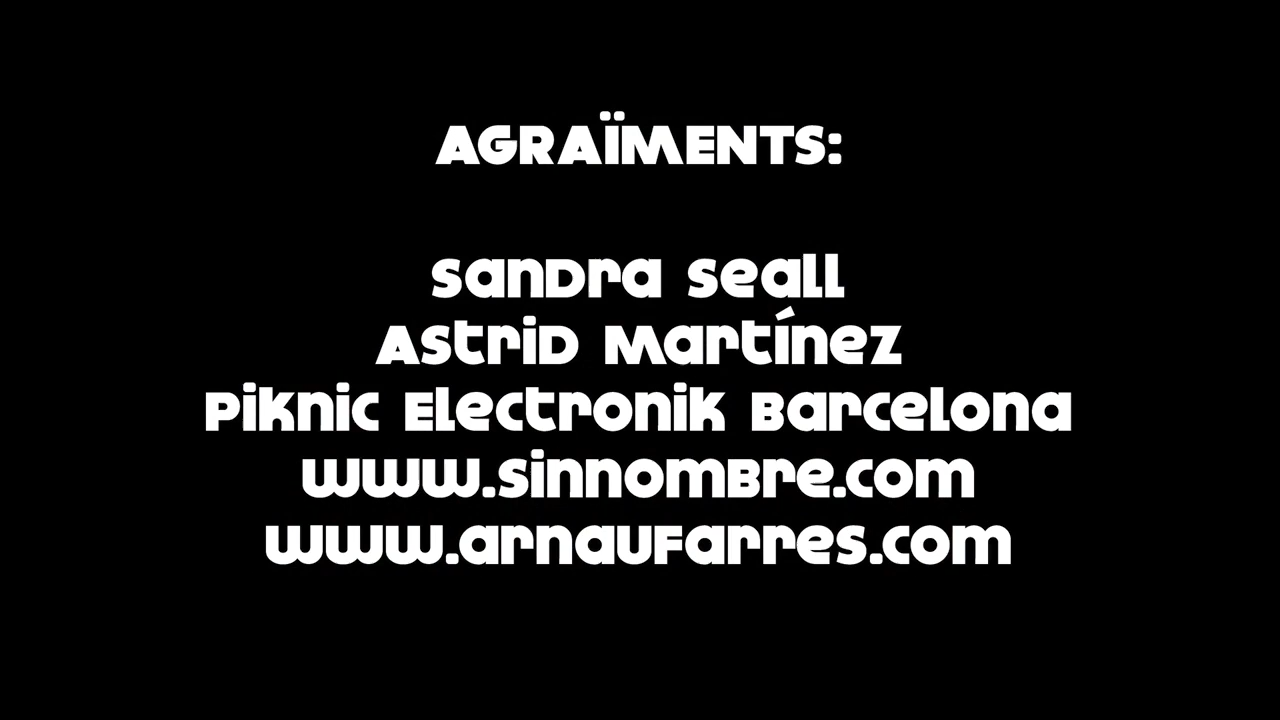 AGRAÏMENTS:
Sandra Seall
Astrid Martínez
Piknic Electronik Barcelona
www.sinnombre.com
www.arnaufarres.com